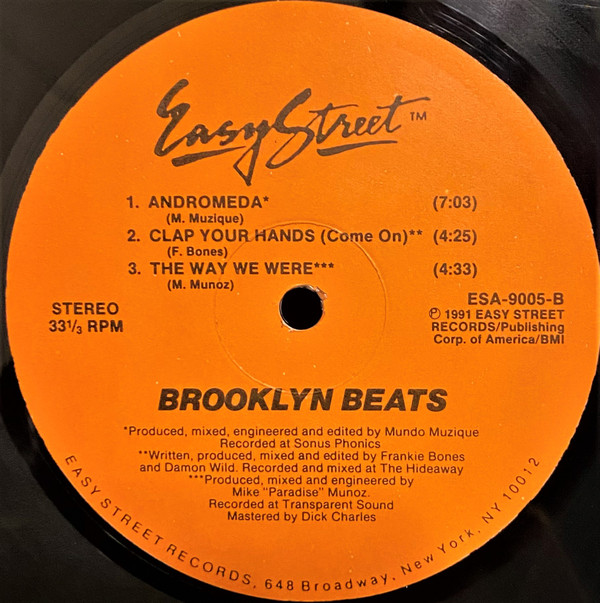 Easy Street™
1. ANDROMEDA* (7:03)
(M. Muzique)
2. CLAP YOUR HANDS (Come On)** (4:25)
(F. Bones)
3. THE WAY WE WERE*** (4:33)
(M. Munoz)
STEREO
33 1/3 RPM
ESA-9005-B
℗ 1991 EASY STREET
RECORDS/Publishing
Corp. of America/BMI
BROOKLYN BEATS
*Produced, mixed, engineered and edited by Mundo Muzique
Recorded at Sonus Phonics
**Written, produced, mixed and edited by Frankie Bones
and Damon Wild. Recorded and mixed at The Hideaway
***Produced, mixed and engineered by
Mike "Paradise" Munoz.
Recorded at Transparent Sound
Mastered by Dick Charles
EASY STREET RECORDS, 648 Broadway, New York, NY 10012